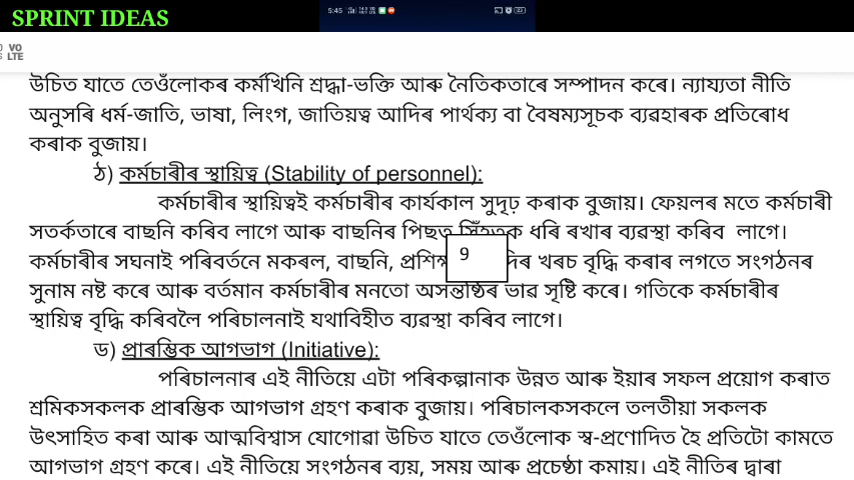 SPRINT IDEAS
5:45
VO
LTE
উচিত যাতে তেওঁলোকৰ কৰ্মখিনি শ্ৰদ্ধা-ভক্তি আৰু নৈতিকতাৰে সম্পাদন কৰে। ন্যায্যতা নীতি
অনুসৰি ধৰ্ম-জাতি, ভাষা, লিংগ, জাতিয়ত্ব আদিৰ পাৰ্থক্য বা বৈষম্যসূচক ব্যৱহাৰক প্ৰতিৰোধ
কৰাক বুজায়।
ঠ) কৰ্মচাৰীৰ স্থায়িত্ব (Stability of personnel):
কৰ্মচাৰীৰ স্থায়িত্বই কৰ্মচাৰীৰ কাৰ্যকাল সুদৃঢ় কৰাক বুজায়। ফেয়লৰ মতে কৰ্মচাৰী
সতৰ্কতাৰে বাছনি কৰিব লাগে আৰু বাছনিৰ পিছত সিঁহতক ধৰি ৰখাৰ ব্যৱস্থা কৰিব লাগে।
কৰ্মচাৰীৰ সঘনাই পৰিবৰ্তনে মকৰল, বাছনি, খৰচ বৃদ্ধি কৰাৰ লগতে সংগঠনৰ
9
সুনাম নষ্ট কৰে আৰু বৰ্তমান কৰ্মচাৰীৰ মনতো অসন্তুষ্টিৰ ভাৱ সৃষ্টি কৰে। গতিকে কৰ্মচাৰীৰ
স্থায়িত্ব বৃদ্ধি কৰিবলৈ পৰিচালনাই যথাবিহীত ব্যৱস্থা কৰিব লাগে।
ড) প্ৰাৰম্ভিক আগভাগ (Initiative):
পৰিচালনাৰ এই নীতিয়ে এটা পৰিকল্পানাক উন্নত আৰু ইয়াৰ সফল প্ৰয়োগ কৰাত
শ্ৰমিকসকলক প্ৰাৰম্ভিক আগভাগ গ্ৰহণ কৰাক বুজায়। পৰিচালকসকলে তলতীয়া সকলক
উৎসাহিত কৰা আৰু আত্মবিশ্বাস যোগোৱা উচিত যাতে তেওঁলোক স্ব-প্ৰণোদিত হৈ প্ৰতিটো কামতে
আগভাগ গ্ৰহণ কৰে। এই নীতিয়ে সংগঠনৰ ব্যয়, সময় আৰু প্ৰচেষ্ঠা কমায়। এই নীতিৰ দ্বাৰা